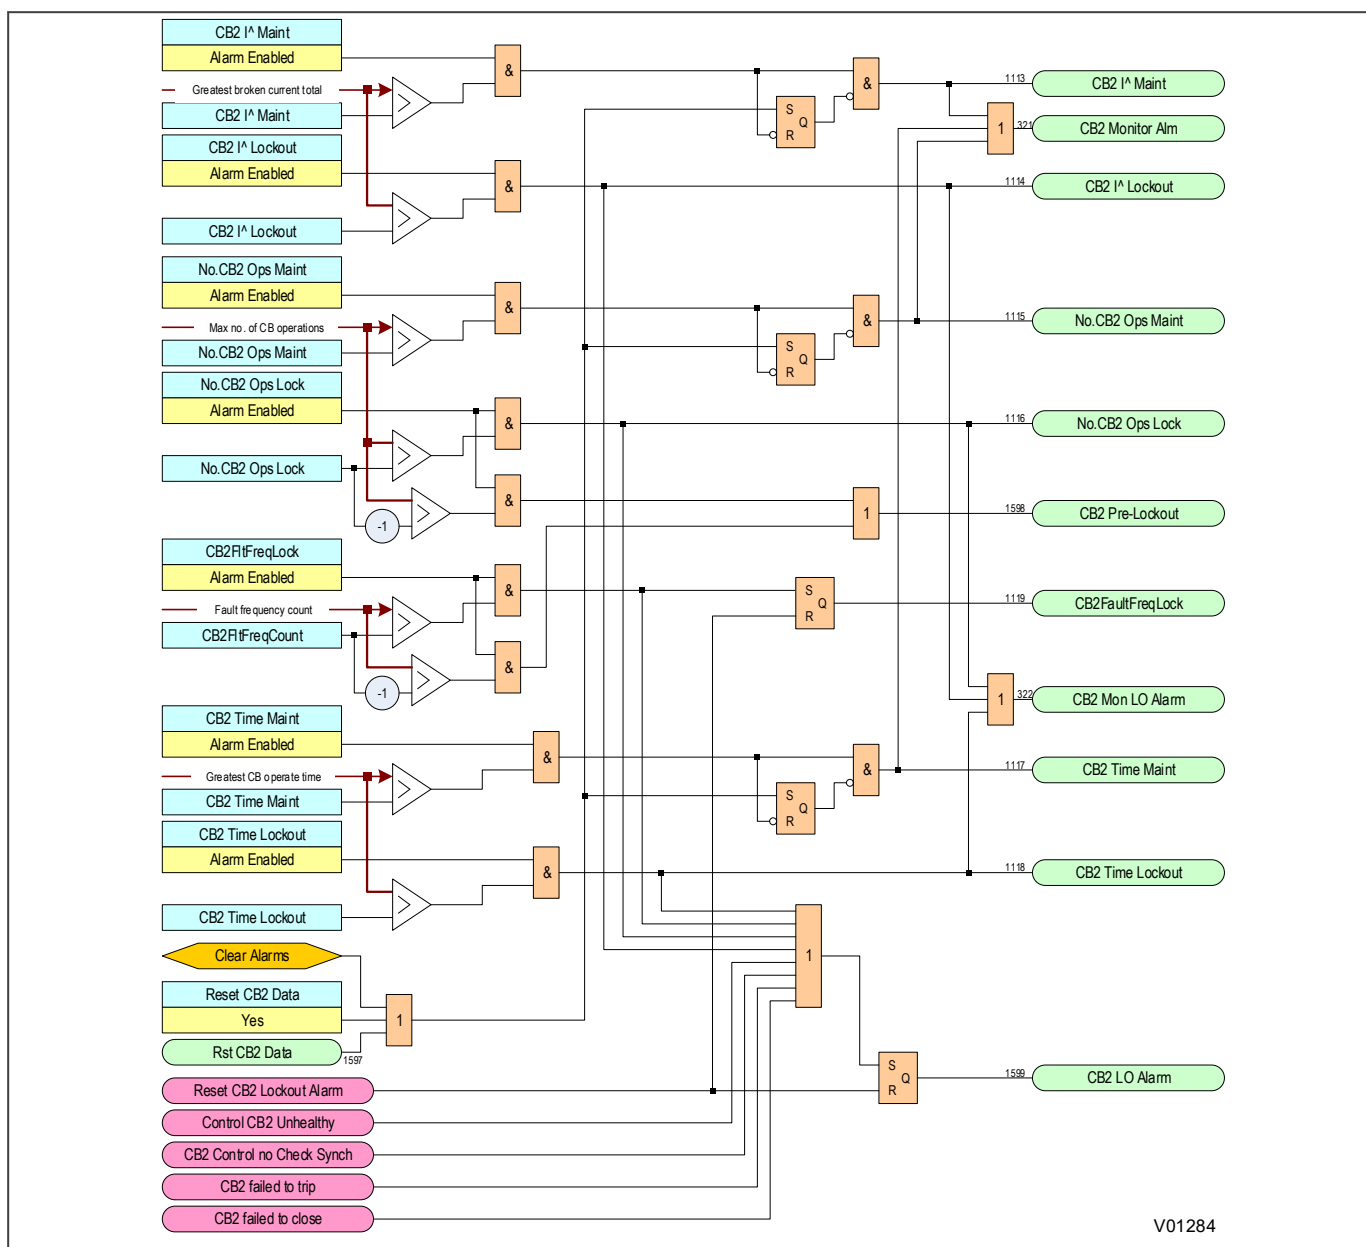 CB2 I^ Maint
Alarm Enabled
Greatest broken current total
CB2 I^ Maint
CB2 I^ Lockout
Alarm Enabled
CB2 I^ Lockout
No.CB2 Ops Maint
Alarm Enabled
Max no. of CB operations
No.CB2 Ops Maint
No.CB2 Ops Lock
Alarm Enabled
No.CB2 Ops Lock
-1
CB2FltFreqLock
Alarm Enabled
Fault frequency count
CB2FltFreqCount
-1
CB2 Time Maint
Alarm Enabled
Greatest CB operate time
CB2 Time Maint
CB2 Time Lockout
Alarm Enabled
CB2 Time Lockout
Clear Alarms
Reset CB2 Data
Yes
Rst CB2 Data
1597
1
Reset CB2 Lockout Alarm
Control CB2 Unhealthy
CB2 Control no Check Synch
CB2 failed to trip
CB2 failed to close
>
>
>
>
>
>
>
>
>
&
&
&
&
&
&
&
&
&
S
Q
R
&
S
Q
R
&
1
S
Q
R
S
Q
R
&
1
S
Q
R
1
1
1113
CB2 I^ Maint
321
CB2 Monitor Alm
1114
CB2 I^ Lockout
1115
No.CB2 Ops Maint
1116
No.CB2 Ops Lock
1598
CB2 Pre-Lockout
1119
CB2FaultFreqLock
322
CB2 Mon LO Alarm
1117
CB2 Time Maint
1118
CB2 Time Lockout
1599
CB2 LO Alarm
V01284